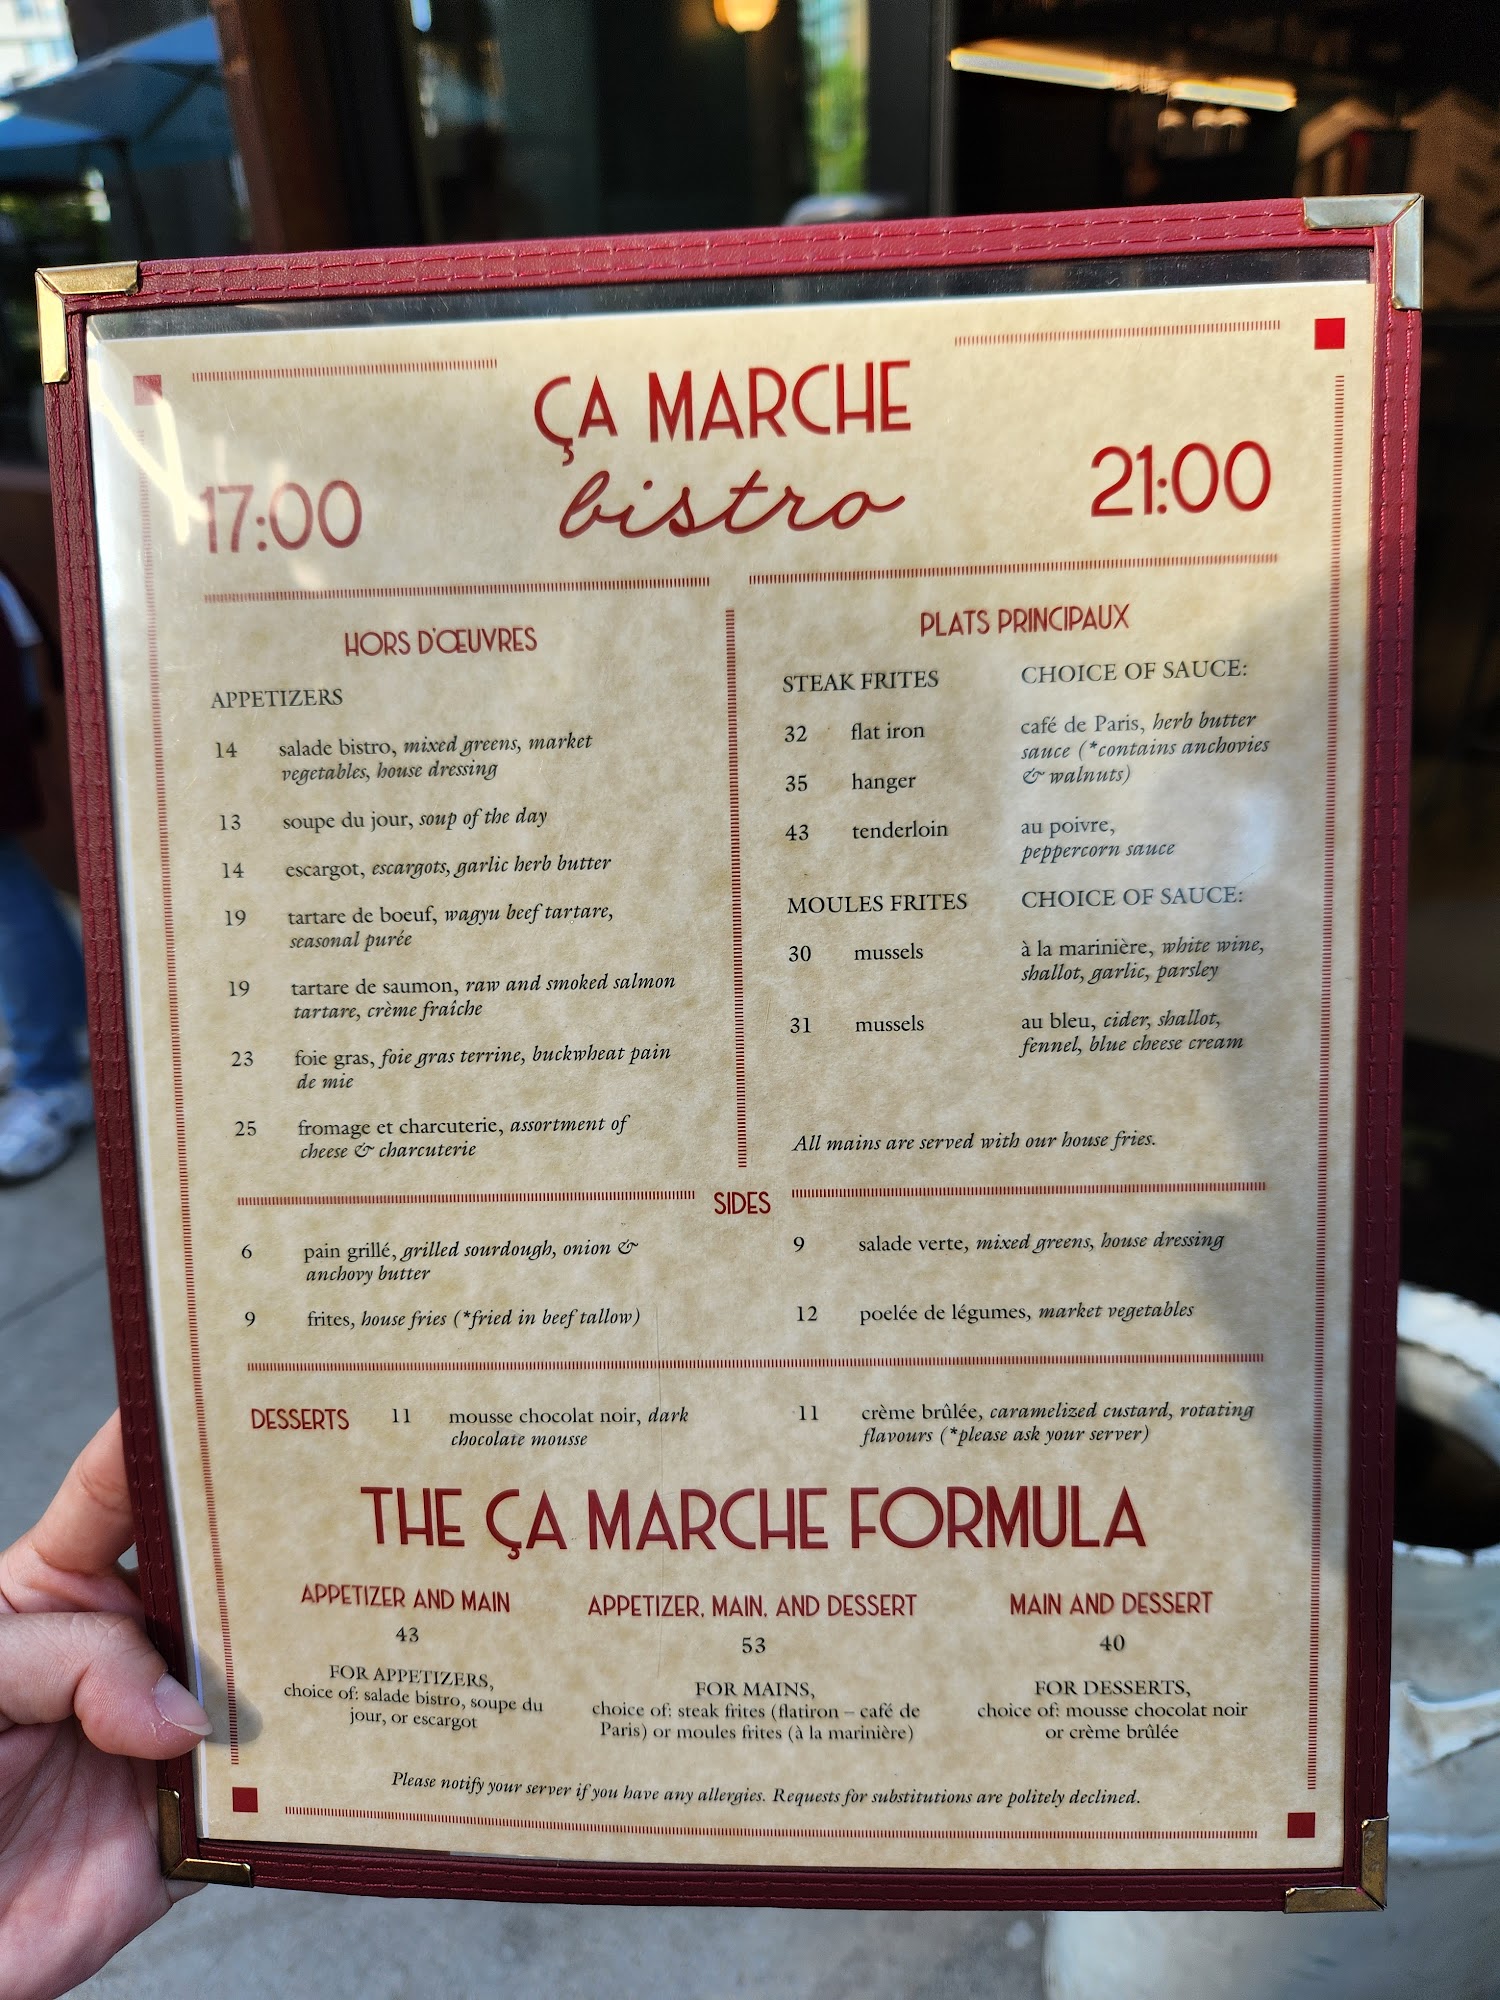 ÇA MARCHE
bistro
17:00
21:00
HORS D'ŒUVRES
APPETIZERS
14 salade bistro, mixed greens, market
vegetables, house dressing
13 soupe du jour, soup of the day
14 escargot, escargots, garlic herb butter
19 tartare de boeuf, wagyu beef tartare,
seasonal purée
19 tartare de saumon, raw and smoked salmon
tartare, crème fraîche
23 foie gras, foie gras terrine, buckwheat pain
de mie
25 fromage et charcuterie, assortment of
cheese & charcuterie
PLATS PRINCIPAUX
STEAK FRITES
32 flat iron
35 hanger
43 tenderloin
CHOICE OF SAUCE:
café de Paris, herb butter
sauce (*contains anchovies
& walnuts)
au poivre,
peppercorn sauce
MOULES FRITES
CHOICE OF SAUCE:
30 mussels
à la marinière, white wine,
shallot, garlic, parsley
31 mussels
au bleu, cider, shallot,
fennel, blue cheese cream
All mains are served with our house fries.
SIDES
6 pain grillé, grilled sourdough, onion &
anchovy butter
9 frites, house fries (*fried in beef tallow)
9 salade verte, mixed greens, house dressing
12 poelée de légumes, market vegetables
DESSERTS
11 mousse chocolat noir, dark
chocolate mousse
11 crème brûlée, caramelized custard, rotating
flavours (*please ask your server)
THE ÇA MARCHE FORMULA
APPETIZER AND MAIN
43
FOR APPETIZERS,
choice of: salade bistro, soupe du
jour, or escargot
APPETIZER, MAIN, AND DESSERT
53
FOR MAINS,
choice of: steak frites (flatiron – café de
Paris) or moules frites (à la marinière)
MAIN AND DESSERT
40
FOR DESSERTS,
choice of: mousse chocolat noir
or crème brûlée
Please notify your server if you have any allergies. Requests for substitutions are politely declined.